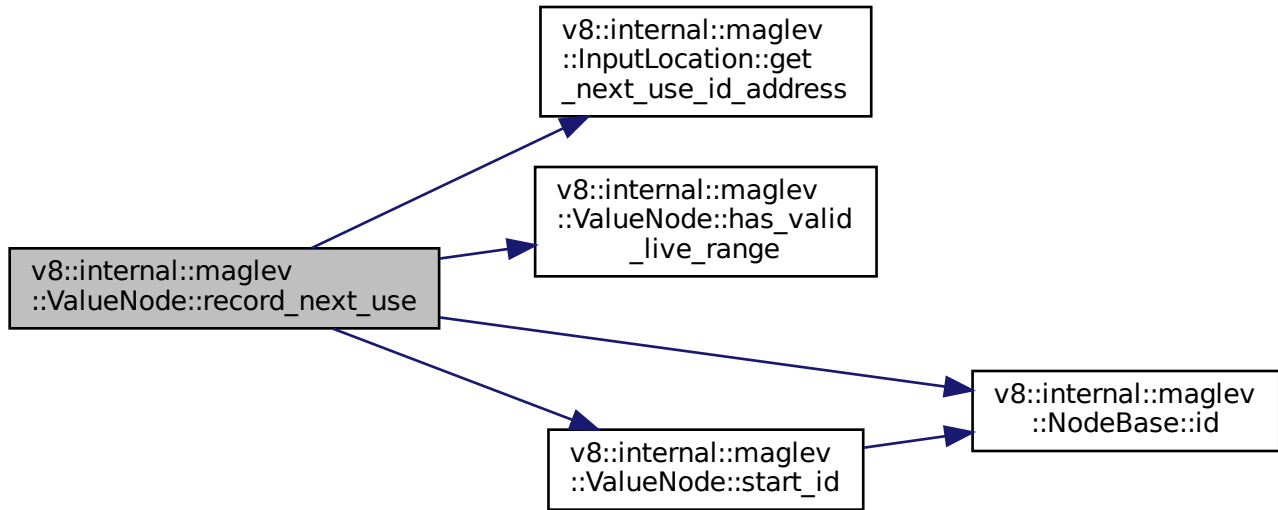 v8::internal::maglev
::InputLocation::get
_next_use_id_address
v8::internal::maglev
::ValueNode::has_valid
_live_range
v8::internal::maglev
::ValueNode::record_next_use
v8::internal::maglev
::NodeBase::id
v8::internal::maglev
::ValueNode::start_id